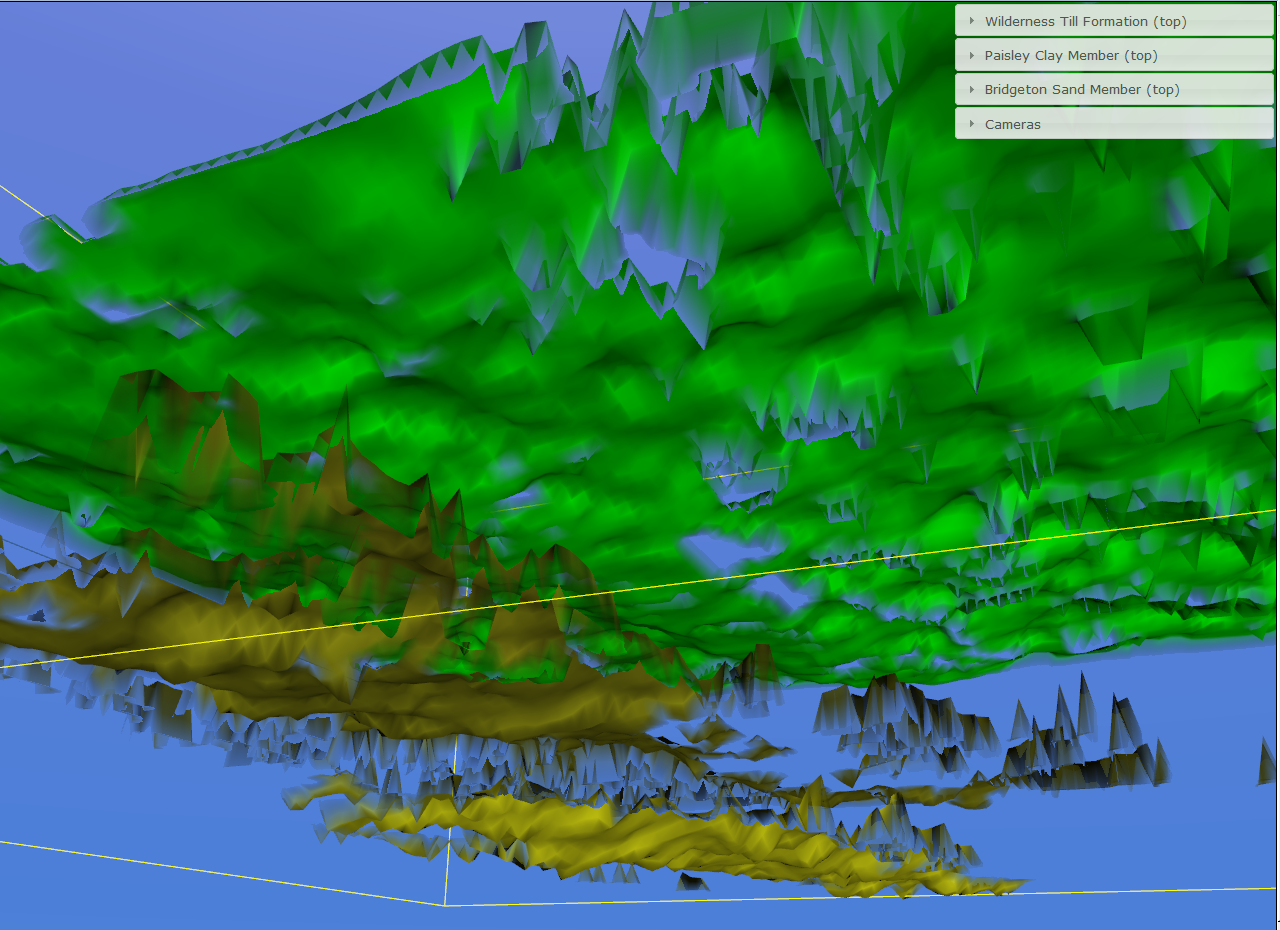 Wilderness Till Formation (top)
Paisley Clay Member (top)
Bridgeton Sand Member (top)
Cameras